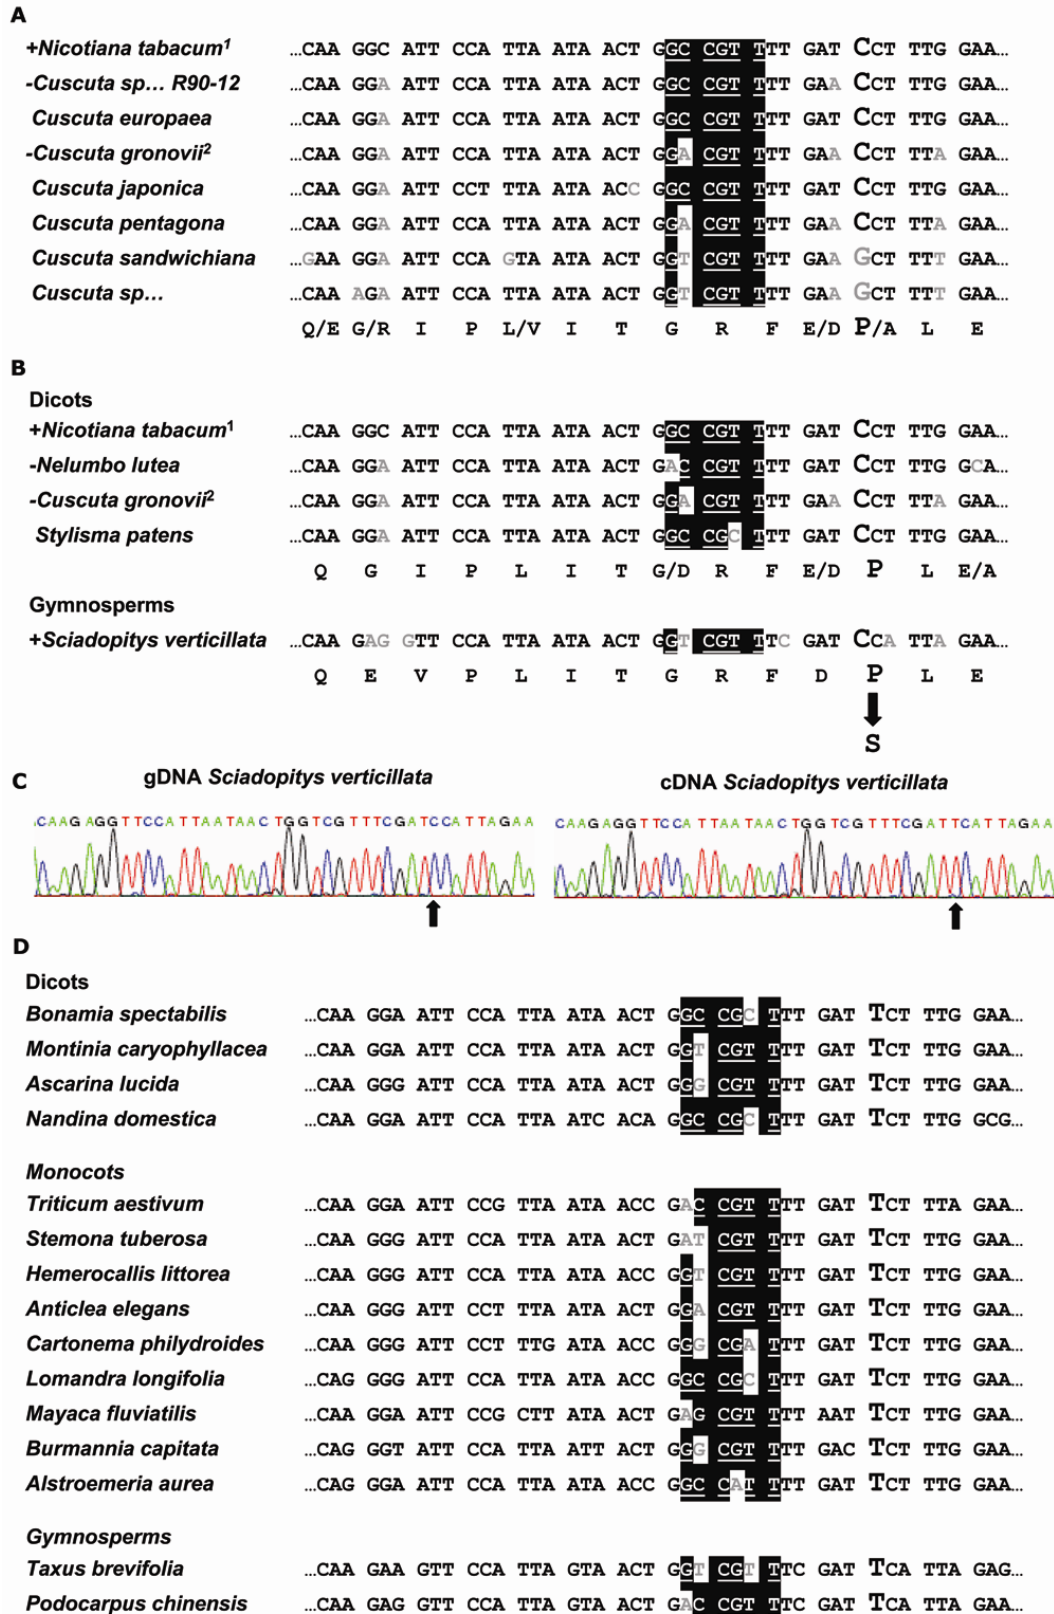 A
+Nicotiana tabacum¹ ...CAA GGC ATT CCA TTA ATA ACT GGC CGT TTT GAT CCT TTG GAA...
-Cuscuta sp... R90-12 ...CAA GGA ATT CCA TTA ATA ACT GGC CGT TTT GAA CCT TTG GAA...
Cuscuta europaea ...CAA GGA ATT CCA TTA ATA ACT GGC CGT TTT GAT CCT TTG GAA...
-Cuscuta gronovii² ...CAA GGA ATT CCA TTA ATA ACT GGA CGT TTT GAA CCT TTA GAA...
Cuscuta japonica ...CAA GGA ATT CCT TTA ATA ACC GGC CGT TTT GAT CCT TTG GAA...
Cuscuta pentagona ...CAA GGA ATT CCA TTA ATA ACT GGA CGT TTT GAA CCT TTA GAA...
Cuscuta sandwichiana ...GAA GGA ATT CCA GTA ATA ACT GGT CGT TTT GAA GCT TTT GAA...
Cuscuta sp... ...CAA AGA ATT CCA TTA ATA ACT GGT CGT TTT GAA GCT TTT GAA...
Q/E G/R I P L/V I T G R F E/D P/A L E
B
Dicots
+Nicotiana tabacum¹ ...CAA GGC ATT CCA TTA ATA ACT GGC CGT TTT GAT CCT TTG GAA...
-Nelumbo lutea ...CAA GGA ATT CCA TTA ATA ACT GAC CGT TTT GAT CCT TTG GCA...
-Cuscuta gronovii² ...CAA GGA ATT CCA TTA ATA ACT GGA CGT TTT GAA CCT TTA GAA...
Stylisma patens ...CAA GGA ATT CCA TTA ATA ACT GGC CGC TTT GAT CCT TTG GAA...
Q G I P L I T G/D R F E/D P L E/A
Gymnosperms
+Sciadopitys verticillata ...CAA GAG GTT CCA TTA ATA ACT GGT CGT TTC GAT CCA TTA GAA...
Q E V P L I T G R F D P L E
S
C gDNA Sciadopitys verticillata cDNA Sciadopitys verticillata
CAAGAGGTTCCATTAATAACTGGTCGTTTCGATCCATTAGAA CAAGAGGTTCCATTAATAACTGGTCGTTTCGATTCATTAGAA
D
Dicots
Bonamia spectabilis ...CAA GGA ATT CCA TTA ATA ACT GGC CGC TTT GAT TCT TTG GAA...
Montinia caryophyllacea ...CAA GGA ATT CCA TTA ATA ACT GGT CGT TTT GAT TCT TTG GAA...
Ascarina lucida ...CAA GGG ATT CCA TTA ATA ACT GGG CGT TTT GAT TCT TTG GAA...
Nandina domestica ...CAA GGA ATT CCA TTA ATC ACA GGC CGC TTT GAT TCT TTG GCG...
Monocots
Triticum aestivum ...CAA GGA ATT CCG TTA ATA ACC GAC CGT TTT GAT TCT TTA GAA...
Stemona tuberosa ...CAA GGG ATT CCA TTA ATA ACT GAT CGT TTT GAT TCT TTG GAA...
Hemerocallis littorea ...CAA GGG ATT CCA TTA ATA ACC GGT CGT TTT GAT TCT TTG GAA...
Anticlea elegans ...CAA GGG ATT CCT TTA ATA ACT GGA CGT TTT GAT TCT TTG GAA...
Cartonema philydroides ...CAA GGG ATT CCT TTG ATA ACC GGG CGA TTT GAT TCT TTG GAA...
Lomandra longifolia ...CAG GGG ATT CCA TTA ATA ACC GGC CGC TTT GAT TCT TTG GAA...
Mayaca fluviatilis ...CAA GGA ATT CCG CTT ATA ACT GAG CGT TTT AAT TCT TTG GAA...
Burmannia capitata ...CAG GGT ATT CCA TTA ATT ACT GGG CGT TTT GAC TCT TTG GAA...
Alstroemeria aurea ...CAG GGA ATT CCA TTA ATA ACC GGC CAT TTT GAT TCT TTG GAA...
Gymnosperms
Taxus brevifolia ...CAA GAA GTT CCA TTA GTA ACT GGT CGT TTC GAT TCA TTA GAG...
Podocarpus chinensis ...CAA GAG GTT CCA TTA GTA ACT GAC CGT TTC GAT TCA TTA GAA...